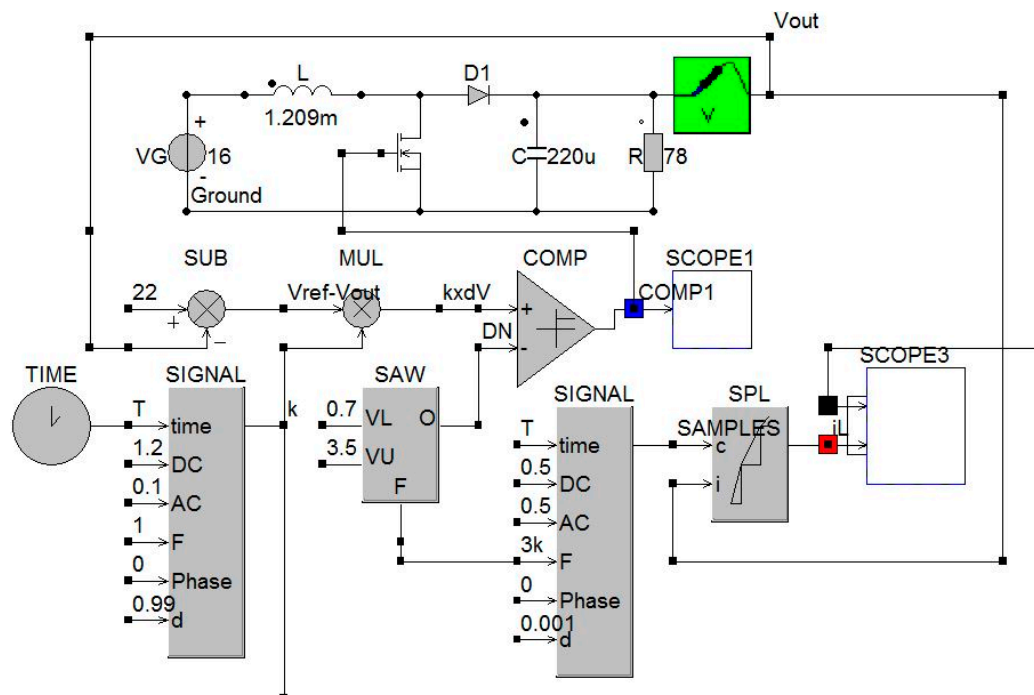 Vout
L
D1
1.209m
V
+
VG
16
-
Ground
C
220u
R
78
SUB
MUL
COMP
SCOPE1
22
+
−
Vref-Vout
kxdV
+
-
DN
COMP1
SCOPE3
TIME
SIGNAL
SAW
SIGNAL
SPL
T
time
k
0.7
VL
O
1.2
DC
3.5
VU
F
T
time
SAMPLES
c
iL
0.1
AC
0.5
DC
i
1
F
0.5
AC
0
Phase
3k
F
0.99
d
0
Phase
0.001
d